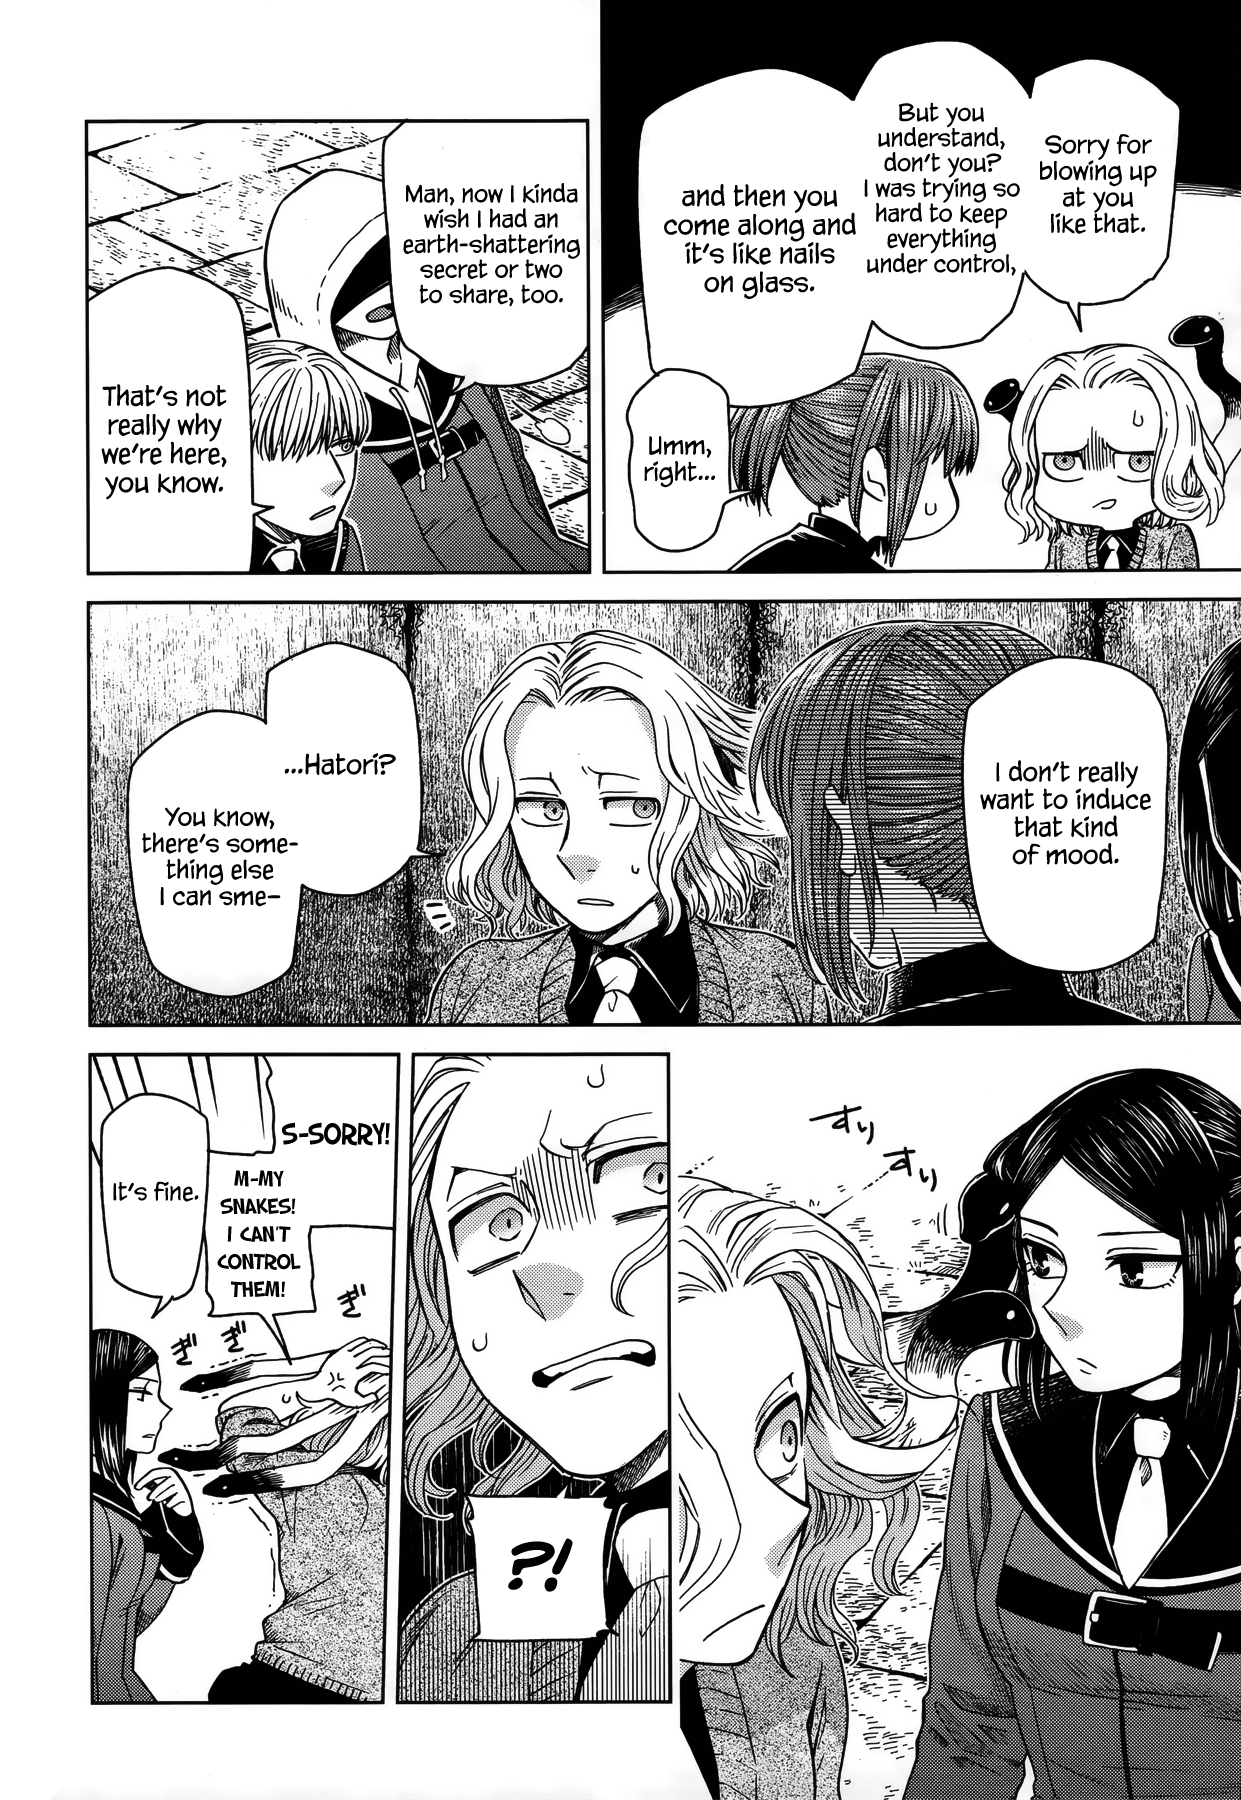 Sorry for
blowing up
at you
like that.
But you
understand,
don't you?
I was trying so
hard to keep
everything
under control,
and then you
come along and
it's like nails
on glass.
Umm,
right...
Man, now I kinda
wish I had an
earth-shattering
secret or two
to share, too.
That's not
really why
we're here,
you know.
I don't really
want to induce
that kind
of mood.
...Hatori?
You know,
there's some-
thing else
I can sme-
すりすり
?!
S-SORRY!
M-MY
SNAKES!
I CAN'T
CONTROL
THEM!
ぎぎぎ
It's fine.